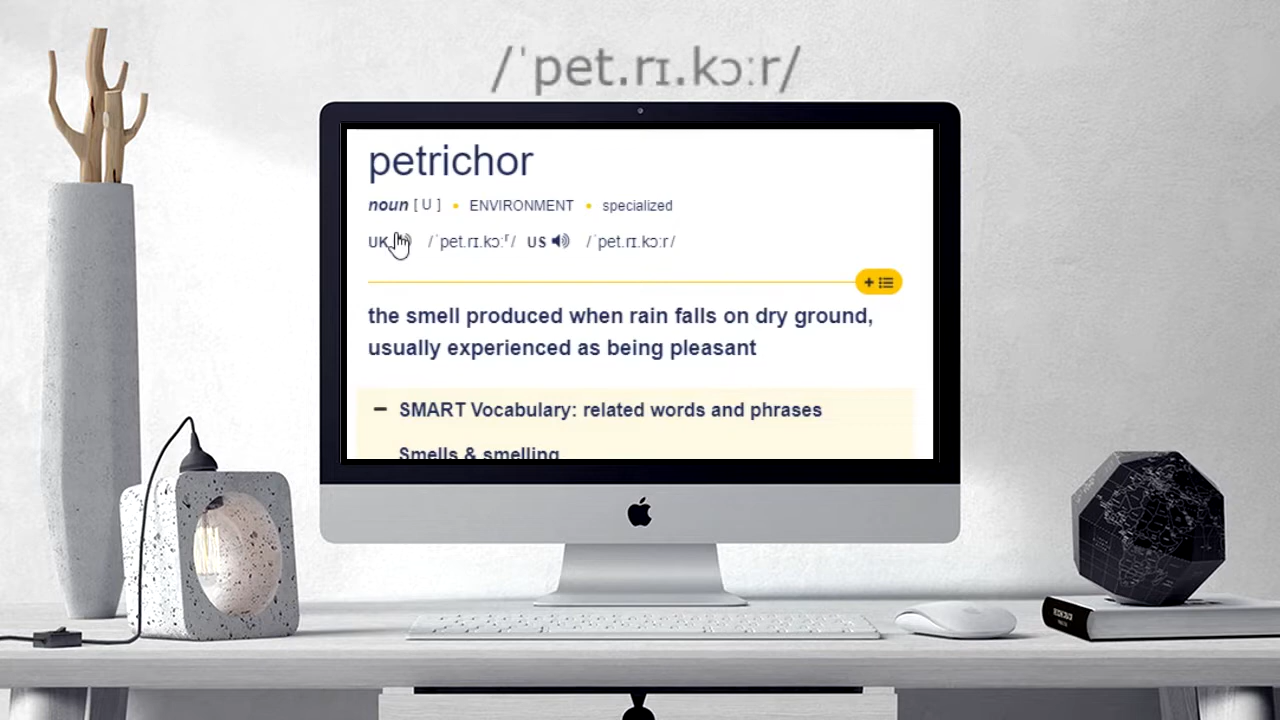 /ˈpet.rɪ.kɔːr/
petrichor
noun [ U ] • ENVIRONMENT • specialized
UK /ˈpet.rɪ.kɔːʳ/ US /ˈpet.rɪ.kɔːr/
the smell produced when rain falls on dry ground,
usually experienced as being pleasant
– SMART Vocabulary: related words and phrases
Smells & smelling